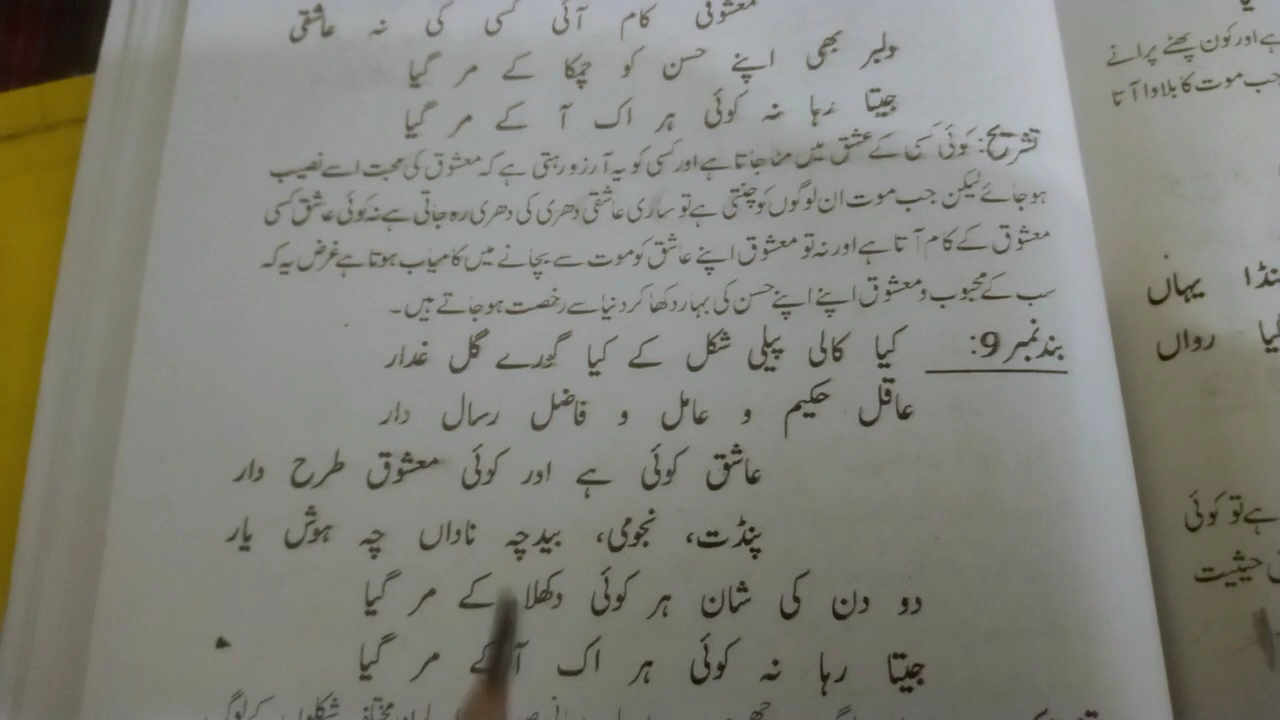 معشوقی کام آئی کسی کی نہ عاشقی
دلبر بھی اپنے حسن کو چمکا کے مر گیا
جیتا رہا نہ کوئی ہر اک آ کے مر گیا
تشریح: کوئی کسی کے عشق میں مٹا جاتا ہے اور کسی کو یہ آرزو رہتی ہے کہ معشوق کی محبت اسے نصیب
ہو جائے لیکن جب موت ان لوگوں کو چنتی ہے تو ساری عاشقی دھری کی دھری رہ جاتی ہے نہ کوئی عاشق کسی
معشوق کے کام آتا ہے اور نہ تو معشوق اپنے عاشق کو موت سے بچانے میں کامیاب ہوتا ہے غرض یہ کہ
سب کے محبوب و معشوق اپنے اپنے حسن کی بہار دکھا کر دنیا سے رخصت ہو جاتے ہیں۔
بند نمبر 9: کیا کالی پیلی شکل کے کیا گورے گل غدار
عاقل حکیم و عامل و فاضل رسال دار
عاشق کوئی ہے اور کوئی معشوق طرح دار
پنڈت، نجومی، بیدچہ ناداں چہ ہوش یار
دو دن کی شان ہر کوئی دکھلا کے مر گیا
جیتا رہا نہ کوئی ہر اک آ کے مر گیا
ہے اور کون پھٹے پرانے
جب موت کا بلاوا آتا
یہاں
رواں
ہے تو کوئی
حیثیت